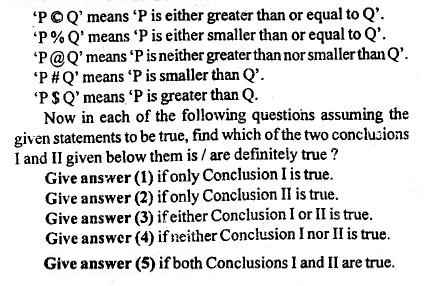 ‘P © Q’ means ‘P is either greater than or equal to Q’.
‘P % Q’ means ‘P is either smaller than or equal to Q’.
‘P @ Q’ means ‘P is neither greater than nor smaller than Q’.
‘P # Q’ means ‘P is smaller than Q’.
‘P $ Q’ means ‘P is greater than Q.
Now in each of the following questions assuming the
given statements to be true, find which of the two conclusions
I and II given below them is / are definitely true ?
Give answer (1) if only Conclusion I is true.
Give answer (2) if only Conclusion II is true.
Give answer (3) if either Conclusion I or II is true.
Give answer (4) if neither Conclusion I nor II is true.
Give answer (5) if both Conclusions I and II are true.